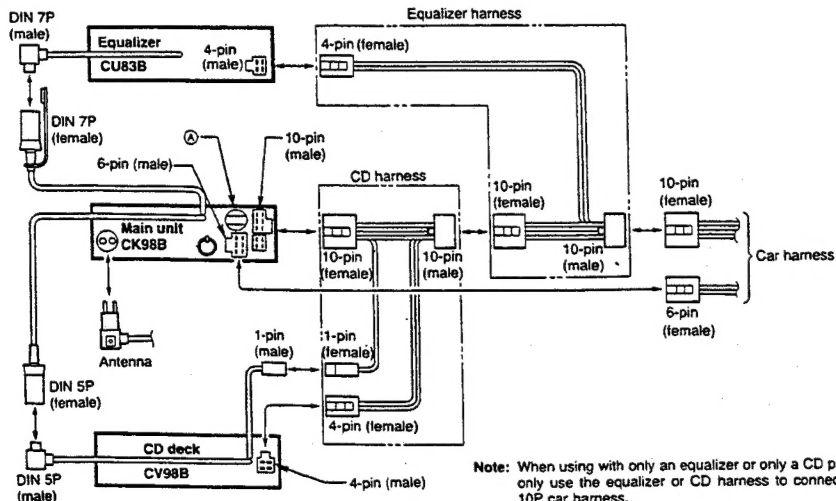 DIN 7P
(male)
Equalizer
CU83B
4-pin
(male)
Equalizer harness
4-pin (female)
DIN 7P
(female)
Ⓐ
6-pin (male)
10-pin
(male)
CD harness
Main unit
CK98B
10-pin
(female)
10-pin
(male)
10-pin
(female)
10-pin
(male)
10-pin
(female)
Car harness
6-pin
(female)
Antenna
1-pin
(male)
1-pin
(female)
4-pin (female)
DIN 5P
(female)
CD deck
CV98B
4-pin (male)
DIN 5P
(male)
Note: When using with only an equalizer or only a CD p
only use the equalizer or CD harness to connec
10P car harness.